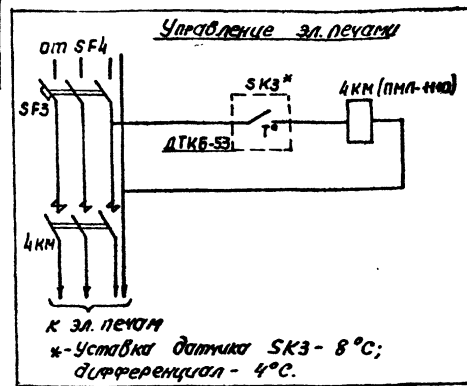 Управление эл. печами
от SF4
SF3
SK3*
4КМ (ПМЛ-1110)
T°
ДТКБ-53
4КМ
к эл. печам
*-Уставка датчика SK3 - 8°С;
дифференциал - 4°С.